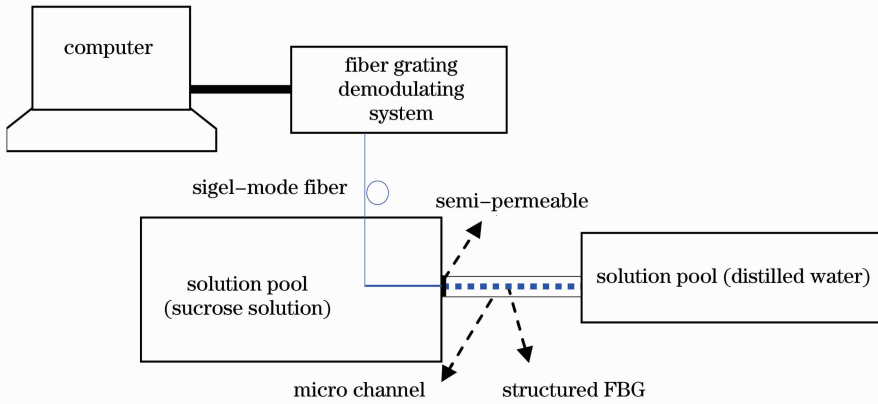 computer
fiber grating
demodulating
system
sigel-mode fiber
semi-permeable
solution pool
(sucrose solution)
solution pool (distilled water)
micro channel
structured FBG